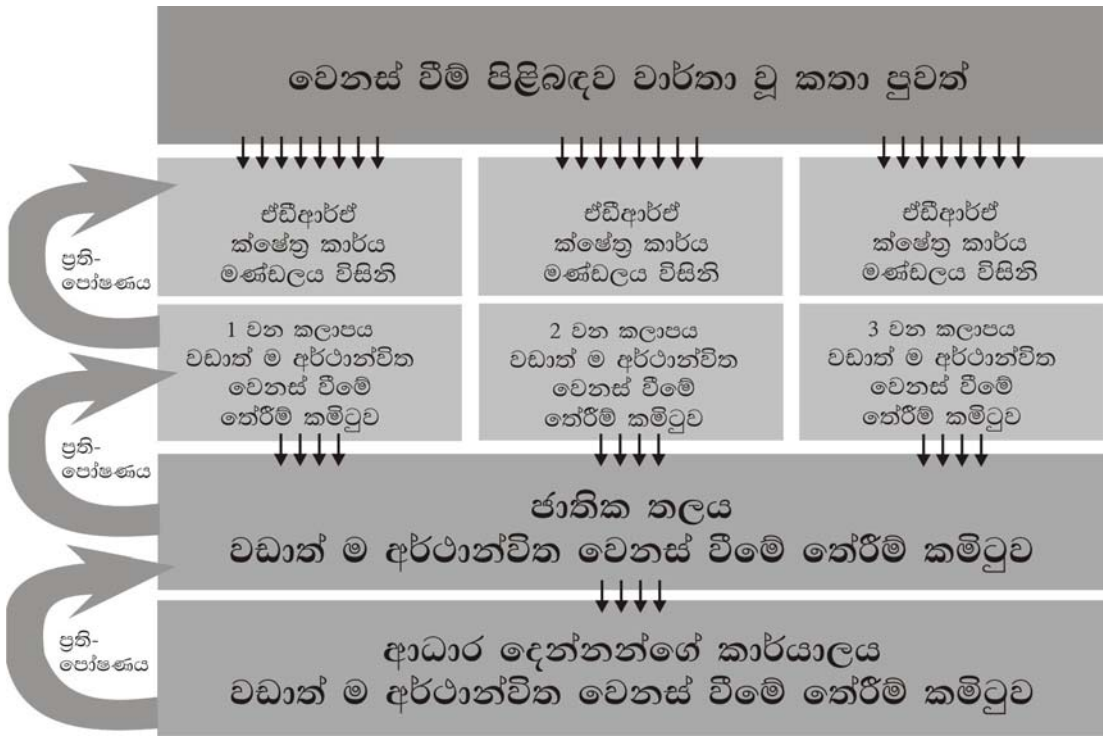 වෙනස් වීම් පිළිබඳව වාර්තා වූ කතා පුවත්
ඒඩීආර්ඒ
ක්ෂේත්‍ර කාර්ය
මණ්ඩලය විසිනි
ඒඩීආර්ඒ
ක්ෂේත්‍ර කාර්ය
මණ්ඩලය විසිනි
ඒඩීආර්ඒ
ක්ෂේත්‍ර කාර්ය
මණ්ඩලය විසිනි
ප්‍රති-
පෝෂණය
1 වන කලාපය
වඩාත් ම අර්ථාන්විත
වෙනස් වීමේ
තේරීම් කමිටුව
2 වන කලාපය
වඩාත් ම අර්ථාන්විත
වෙනස් වීමේ
තේරීම් කමිටුව
3 වන කලාපය
වඩාත් ම අර්ථාන්විත
වෙනස් වීමේ
තේරීම් කමිටුව
ප්‍රති-
පෝෂණය
ජාතික තලය
වඩාත් ම අර්ථාන්විත වෙනස් වීමේ තේරීම් කමිටුව
ප්‍රති-
පෝෂණය
ආධාර දෙන්නන්ගේ කාර්යාලය
වඩාත් ම අර්ථාන්විත වෙනස් වීමේ තේරීම් කමිටුව